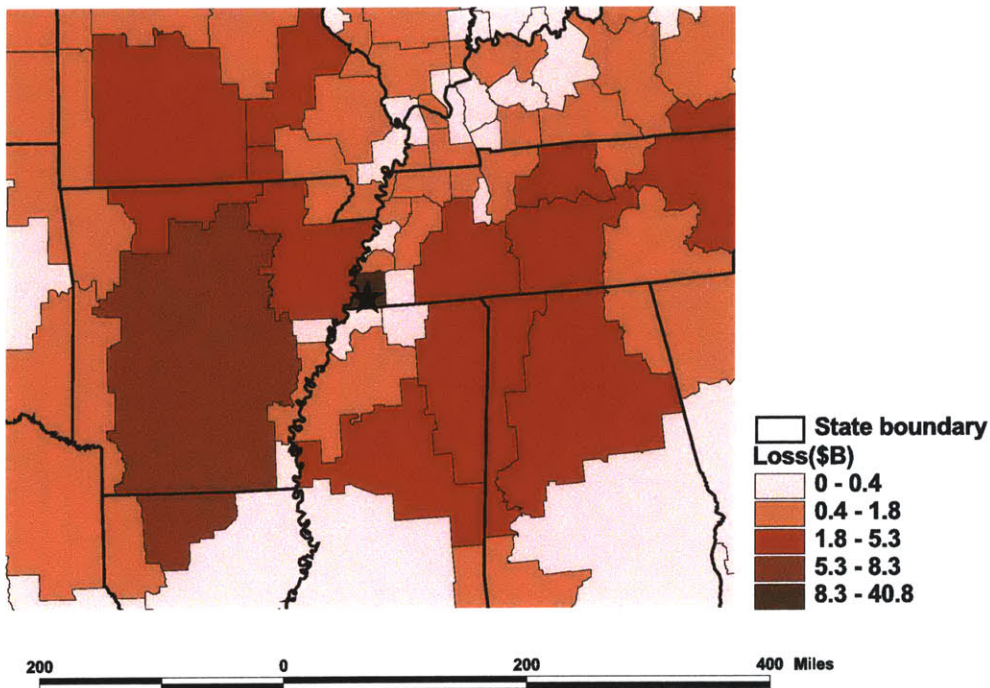 State boundary
Loss($B)
0 - 0.4
0.4 - 1.8
1.8 - 5.3
5.3 - 8.3
8.3 - 40.8
200 0 200 400 Miles